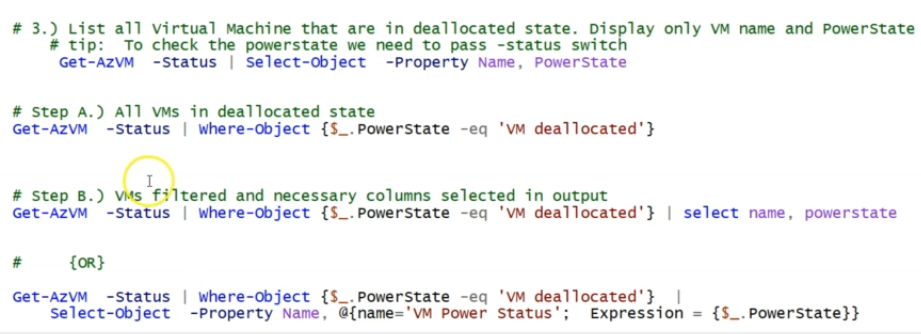 # 3.) List all Virtual Machine that are in deallocated state. Display only VM name and PowerState
# tip: To check the powerstate we need to pass -status switch
Get-AzVM -Status | Select-Object -Property Name, PowerState
# Step A.) All VMs in deallocated state
Get-AzVM -Status | Where-Object {$_.PowerState -eq 'VM deallocated'}
# Step B.) VMs filtered and necessary columns selected in output
Get-AzVM -Status | Where-Object {$_.PowerState -eq 'VM deallocated'} | select name, powerstate
# {OR}
Get-AzVM -Status | Where-Object {$_.PowerState -eq 'VM deallocated'} |
Select-Object -Property Name, @{name='VM Power Status'; Expression = {$_.PowerState}}